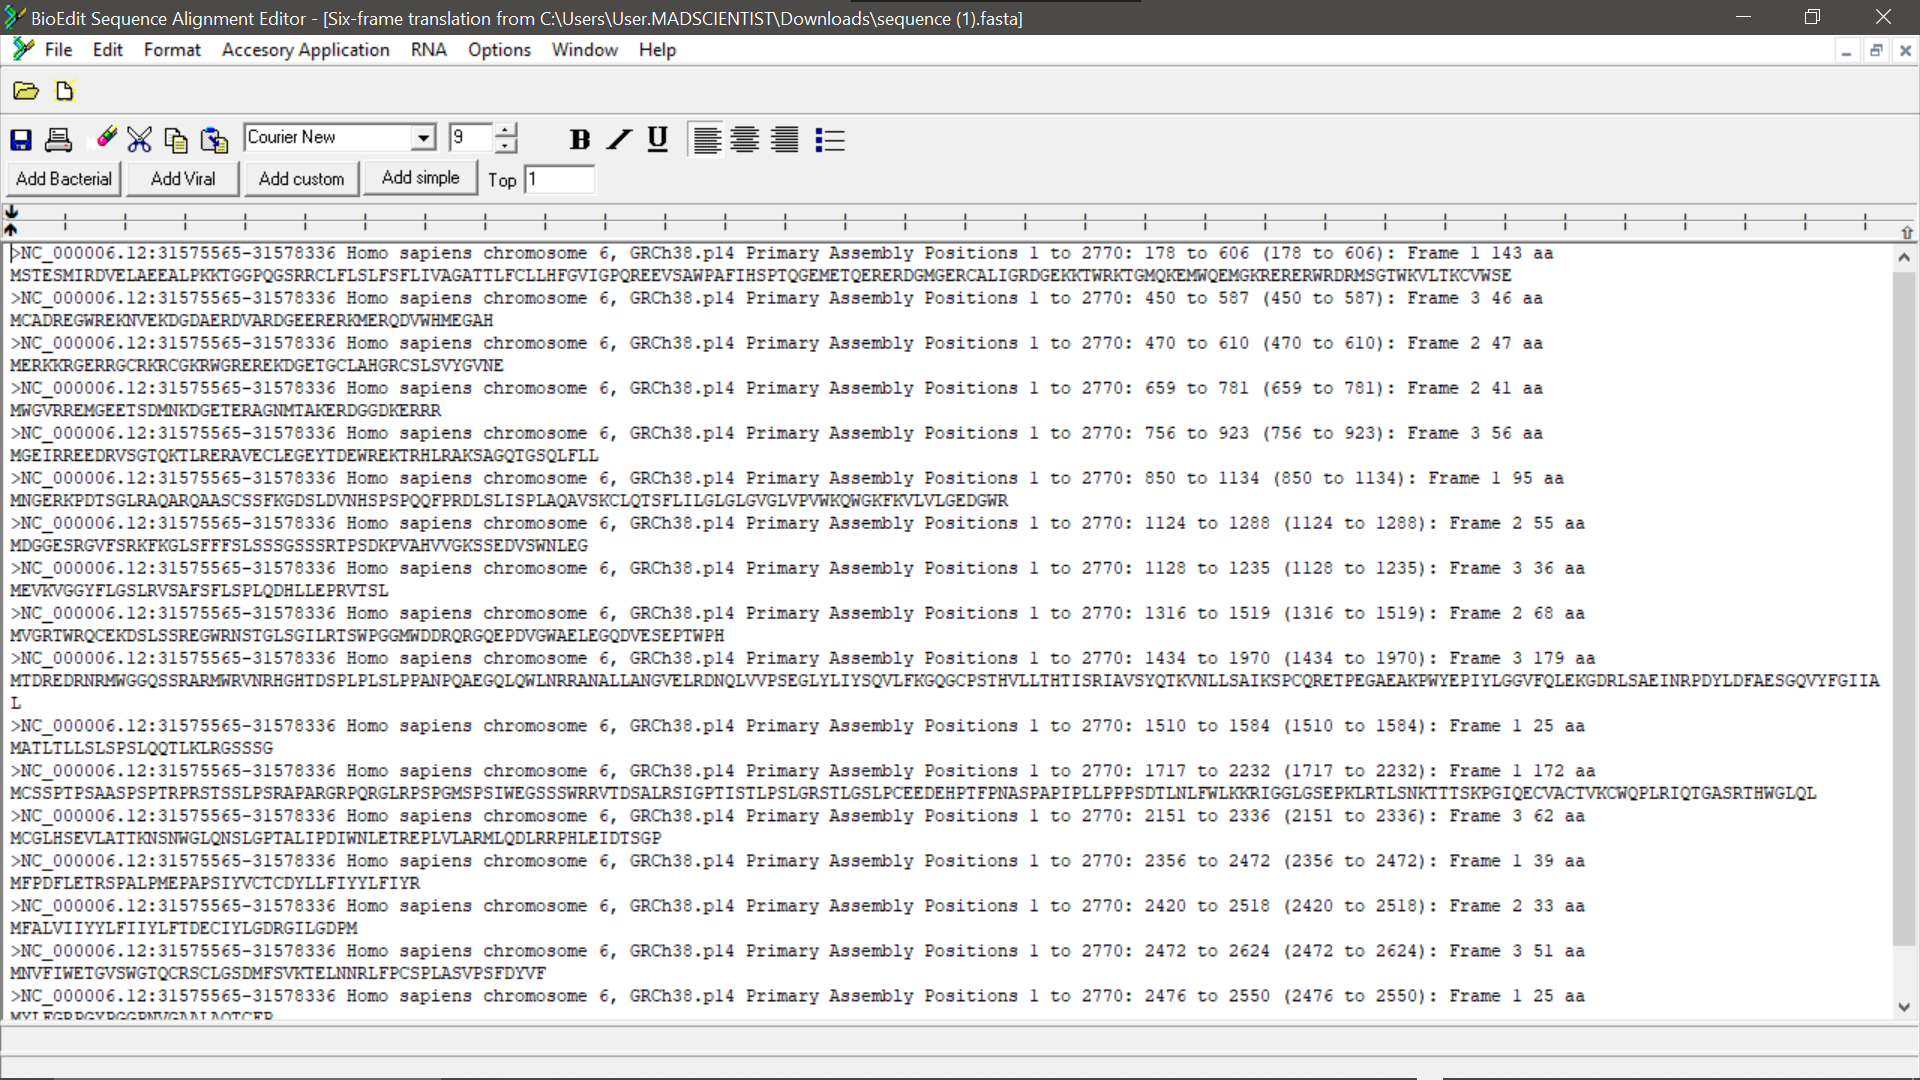 BioEdit Sequence Alignment Editor - [Six-frame translation from C:\Users\User.MADSCIENTIST\Downloads\sequence (1).fasta]
File Edit Format Accesory Application RNA Options Window Help
Courier New 9 B I U
Add Bacterial Add Viral Add custom Add simple Top 1
>NC_000006.12:31575565-31578336 Homo sapiens chromosome 6, GRCh38.p14 Primary Assembly Positions 1 to 2770: 178 to 606 (178 to 606): Frame 1 143 aa
MSTESMIRDVELAEEALPKKTGGPQGSRRCLFLSLFSFLIVAGATTLFCLLHFGVIGPQREEVSAWPAFIHSPTQGEMETQERERDGMGERCALIGRDGEKKTWRKTGMQKEMWQEMGKRERERWRDRMSGTWKVLTKCVWSE
>NC_000006.12:31575565-31578336 Homo sapiens chromosome 6, GRCh38.p14 Primary Assembly Positions 1 to 2770: 450 to 587 (450 to 587): Frame 3 46 aa
MCADREGWREKNVEKDGDAERDVARDGEERERKMERQDVWHMEGAH
>NC_000006.12:31575565-31578336 Homo sapiens chromosome 6, GRCh38.p14 Primary Assembly Positions 1 to 2770: 470 to 610 (470 to 610): Frame 2 47 aa
MERKKRGERRGCRKRCGKRWGREREKDGETGCLAHGRCSLSVYGVNE
>NC_000006.12:31575565-31578336 Homo sapiens chromosome 6, GRCh38.p14 Primary Assembly Positions 1 to 2770: 659 to 781 (659 to 781): Frame 2 41 aa
MWGVRREMGEETSDMNKDGETERAGNMTAKERDGGDKERRR
>NC_000006.12:31575565-31578336 Homo sapiens chromosome 6, GRCh38.p14 Primary Assembly Positions 1 to 2770: 756 to 923 (756 to 923): Frame 3 56 aa
MGEIRREEDRVSGTQKTLRERAVECLEGEYTDEWREKTRHLRAKSAGQTGSQLFLL
>NC_000006.12:31575565-31578336 Homo sapiens chromosome 6, GRCh38.p14 Primary Assembly Positions 1 to 2770: 850 to 1134 (850 to 1134): Frame 1 95 aa
MNGERKPDTSGLRAQARQAASCSSFKGDSLDVNHSPSPQQFPRDLSLISPLAQAVSKCLQTSFLILGLGLGVGLVPVWKQWGKFKVLVLGEDGWR
>NC_000006.12:31575565-31578336 Homo sapiens chromosome 6, GRCh38.p14 Primary Assembly Positions 1 to 2770: 1124 to 1288 (1124 to 1288): Frame 2 55 aa
MDGGESRGVFSRKFKGLSFFFSLSSSGSSSRTPSDKPVAHVVGKSSEDVSWNLEG
>NC_000006.12:31575565-31578336 Homo sapiens chromosome 6, GRCh38.p14 Primary Assembly Positions 1 to 2770: 1128 to 1235 (1128 to 1235): Frame 3 36 aa
MEVKVGGYFLGSLRVSAFSFLSPLQDHLLEPRVTSL
>NC_000006.12:31575565-31578336 Homo sapiens chromosome 6, GRCh38.p14 Primary Assembly Positions 1 to 2770: 1316 to 1519 (1316 to 1519): Frame 2 68 aa
MVGRTWRQCEKDSLSSREGWRNSTGLSGILRTSWPGGMWDDRQRGQEPDVGWAELEGQDVESEPTWPH
>NC_000006.12:31575565-31578336 Homo sapiens chromosome 6, GRCh38.p14 Primary Assembly Positions 1 to 2770: 1434 to 1970 (1434 to 1970): Frame 3 179 aa
MTDREDRNRMWGGQSSRARMWRVNRHGHTDSPLPLSLPPANPQAEGQLQWLNRRANALLANGVELRDNQLVVPSEGLYLIYSQVLFKGQGCPSTHVLLTHTISRIAVSYQTKVNLLSAIKSPCQRETPEGAEAKPWYEPIYLGGVFQLEKGDRLSAEINRPDYLDFAESGQVYFGIIA
L
>NC_000006.12:31575565-31578336 Homo sapiens chromosome 6, GRCh38.p14 Primary Assembly Positions 1 to 2770: 1510 to 1584 (1510 to 1584): Frame 1 25 aa
MATLTLLSLSPSLQQTLKLRGSSSG
>NC_000006.12:31575565-31578336 Homo sapiens chromosome 6, GRCh38.p14 Primary Assembly Positions 1 to 2770: 1717 to 2232 (1717 to 2232): Frame 1 172 aa
MCSSPTPSAASPSPTRPRSTSSLPSRAPARGRPQRGLRPSPGMSPSIWEGSSSWRRVTDSALRSIGPTISTLPSLGRSTLGSLPCEEDEHPTFPNASPAPIPLLPPPSDTLNLFWLKKRIGGLGSEPKLRTLSNKTTTSKPGIQECVACTVKCWQPLRIQTGASRTHWGLQL
>NC_000006.12:31575565-31578336 Homo sapiens chromosome 6, GRCh38.p14 Primary Assembly Positions 1 to 2770: 2151 to 2336 (2151 to 2336): Frame 3 62 aa
MCGLHSEVLATTKNSNWGLQNSLGPTALIPDIWNLETREPLVLARMLQDLRRPHLEIDTSGP
>NC_000006.12:31575565-31578336 Homo sapiens chromosome 6, GRCh38.p14 Primary Assembly Positions 1 to 2770: 2356 to 2472 (2356 to 2472): Frame 1 39 aa
MFPDFLETRSPALPMEPAPSIYVCTCDYLLFIYYLFIYR
>NC_000006.12:31575565-31578336 Homo sapiens chromosome 6, GRCh38.p14 Primary Assembly Positions 1 to 2770: 2420 to 2518 (2420 to 2518): Frame 2 33 aa
MFALVIIYYLFIIYLFTDECIYLGDRGILGDPM
>NC_000006.12:31575565-31578336 Homo sapiens chromosome 6, GRCh38.p14 Primary Assembly Positions 1 to 2770: 2472 to 2624 (2472 to 2624): Frame 3 51 aa
MNVFIWETGVSWGTQCRSCLGSDMFSVKTELNNRLFPCSPLASVPSFDYVF
>NC_000006.12:31575565-31578336 Homo sapiens chromosome 6, GRCh38.p14 Primary Assembly Positions 1 to 2770: 2476 to 2550 (2476 to 2550): Frame 1 25 aa